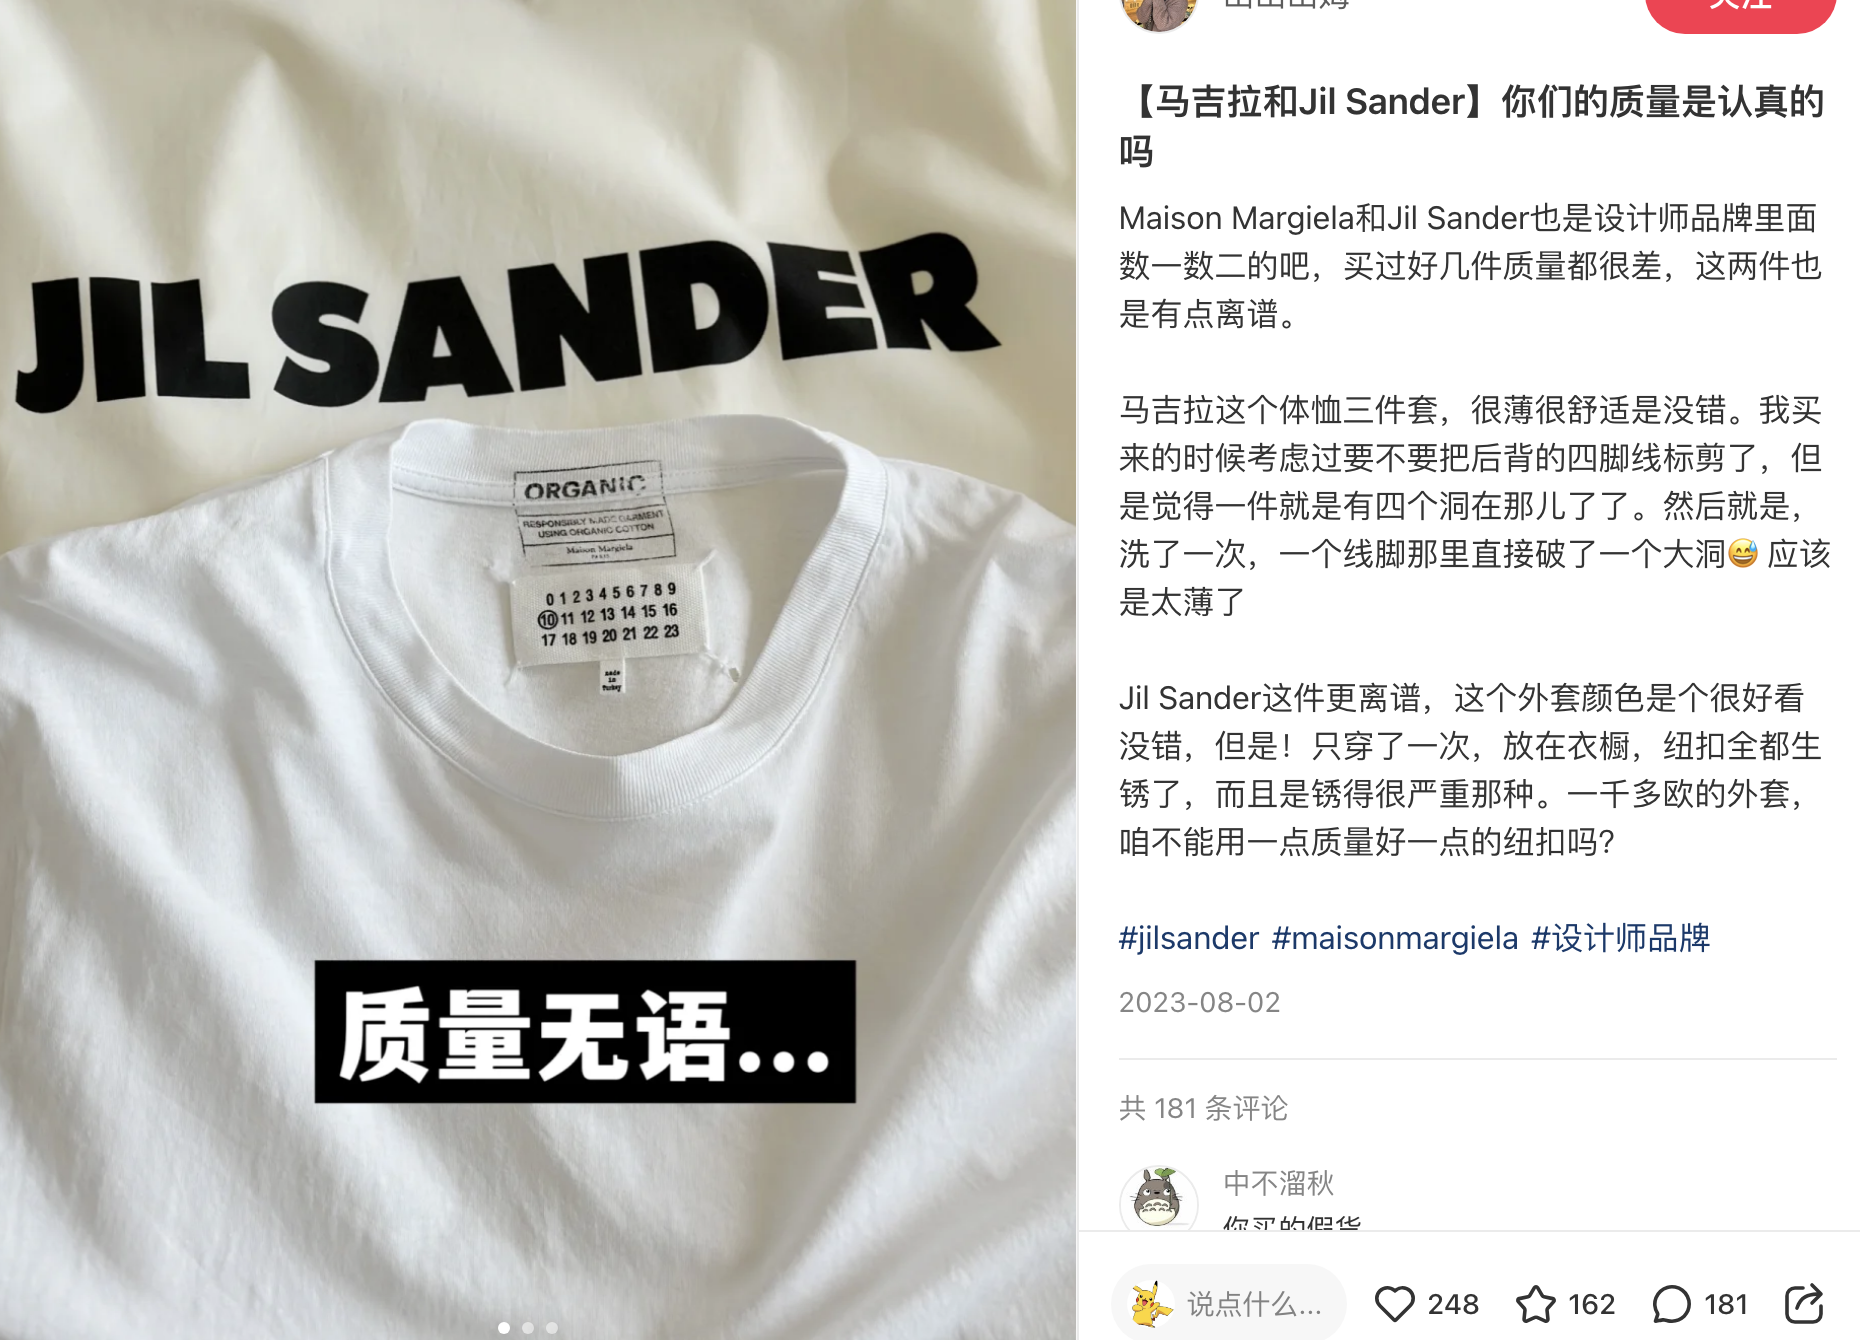 JIL SANDER
ORGANIC
RESPONSIBLY MADE GARMENT
USING ORGANIC COTTON
Maison Margiela
PARIS
0 1 2 3 4 5 6 7 8 9
10 11 12 13 14 15 16
17 18 19 20 21 22 23
made
in
Turkey
质量无语...
关注
【马吉拉和Jil Sander】你们的质量是认真的
吗
Maison Margiela和Jil Sander也是设计师品牌里面
数一数二的吧，买过好几件质量都很差，这两件也
是有点离谱。
马吉拉这个体恤三件套，很薄很舒适是没错。我买
来的时候考虑过要不要把后背的四脚线标剪了，但
是觉得一件就是有四个洞在那儿了了。然后就是，
洗了一次，一个线脚那里直接破了一个大洞😅 应该
是太薄了
Jil Sander这件更离谱，这个外套颜色是个很好看
没错，但是！只穿了一次，放在衣橱，纽扣全都生
锈了，而且是锈得很严重那种。一千多欧的外套，
咱不能用一点质量好一点的纽扣吗？
#jilsander #maisonmargiela #设计师品牌
2023-08-02
共 181 条评论
中不溜秋
你买的假货
说点什么...
248
162
181